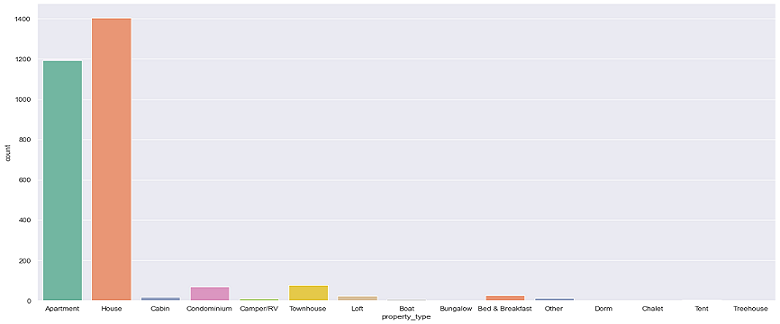 1400
1200
1000
800
600
400
200
0
count
Apartment House Cabin Condominium Camper/RV Townhouse Loft Boat Bungalow Bed & Breakfast Other Dorm Chalet Tent Treehouse
property_type